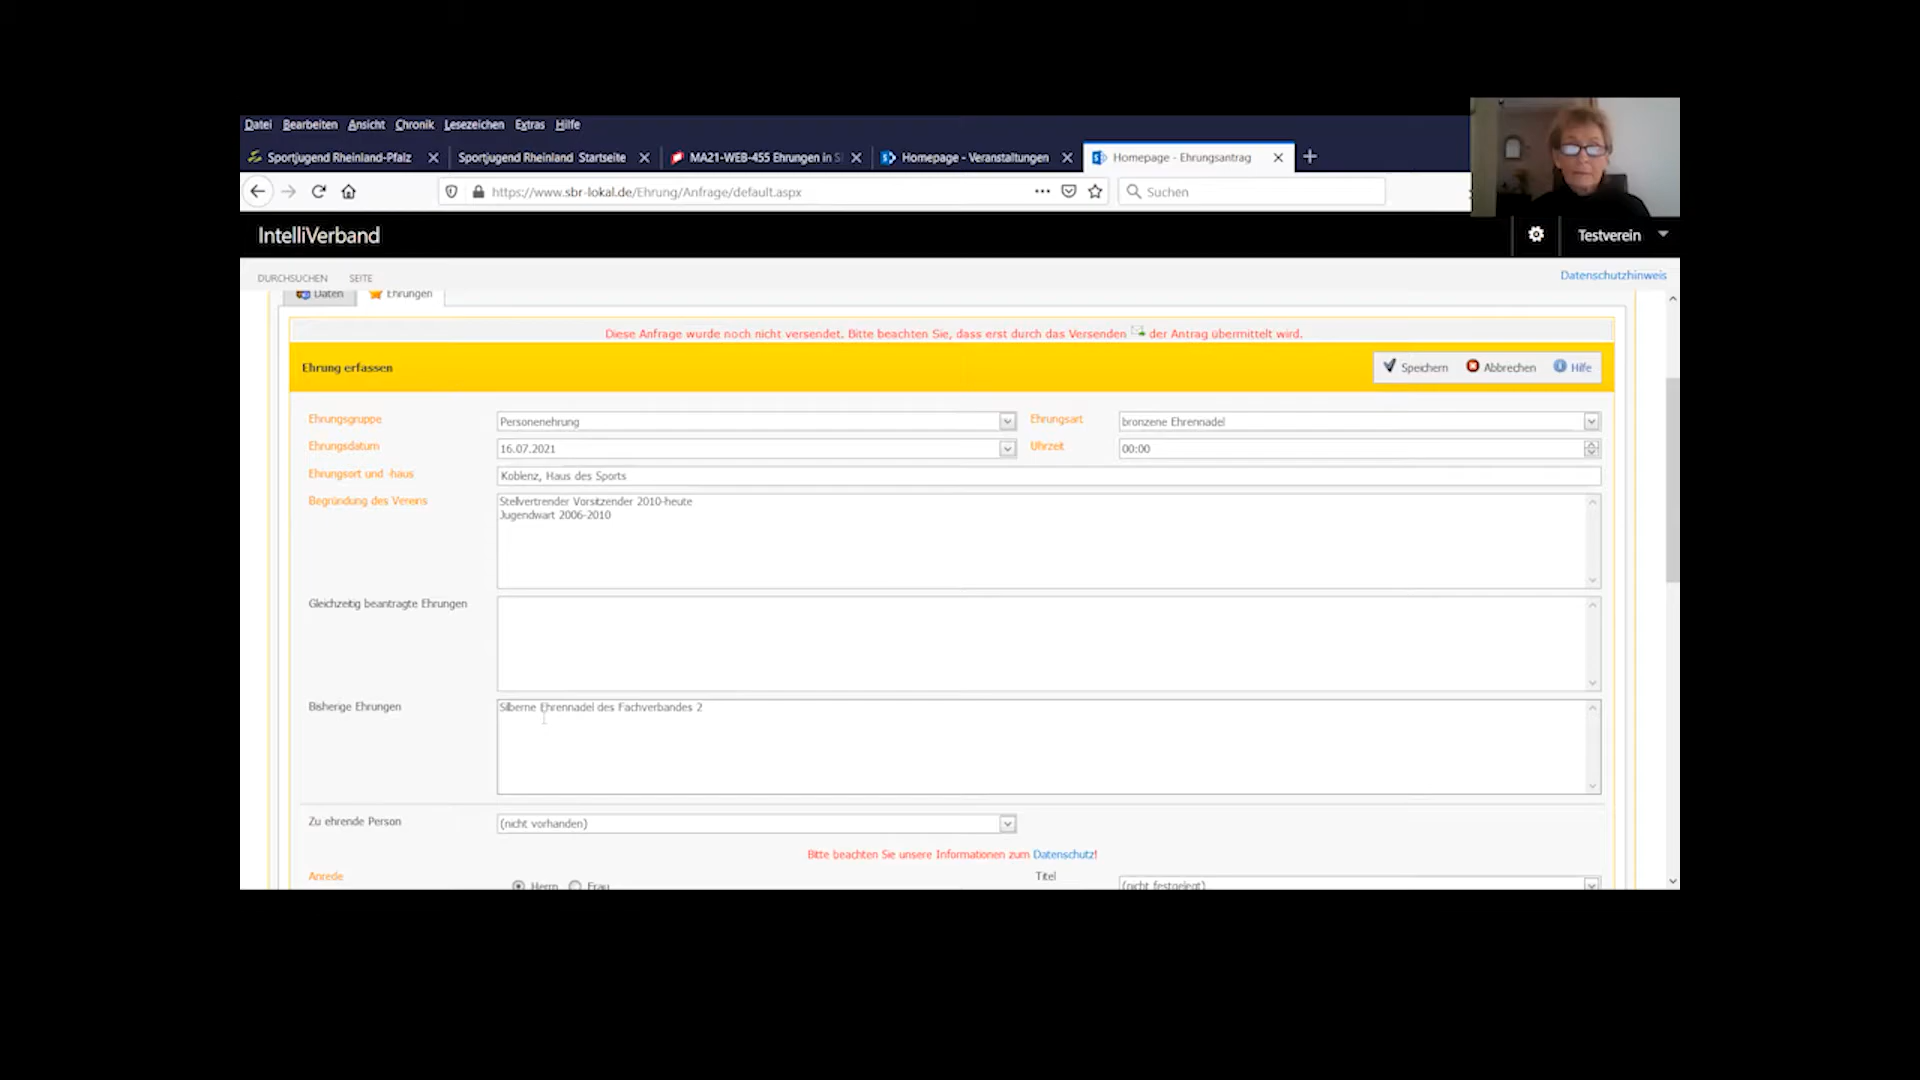 Datei Bearbeiten Ansicht Chronik Lesezeichen Extras Hilfe
Sportjugend Rheinland-Pfalz Sportjugend Rheinland Startseite MA21-WEB-455 Ehrungen in S Homepage - Veranstaltungen Homepage - Ehrungsantrag
https://www.sbr-lokal.de/Ehrung/Anfrage/default.aspx Suchen
IntelliVerband Testverein
DURCHSUCHEN SEITE Datenschutzhinweis
Daten Ehrungen
Diese Anfrage wurde noch nicht versendet. Bitte beachten Sie, dass erst durch das Versenden der Antrag übermittelt wird.
Ehrung erfassen Speichern Abbrechen Hilfe
Ehrungsgruppe Personenehrung Ehrungsart bronzene Ehrennadel
Ehrungsdatum 16.07.2021 Uhrzeit 00:00
Ehrungsort und -haus Koblenz, Haus des Sports
Begründung des Vereins Stellvertrender Vorsitzender 2010-heute
Jugendwart 2006-2010
Gleichzeitig beantragte Ehrungen
Bisherige Ehrungen Silberne Ehrennadel des Fachverbandes 2
Zu ehrende Person (nicht vorhanden)
Bitte beachten Sie unsere Informationen zum Datenschutz!
Anrede Herrn Frau Titel (nicht festgelegt)